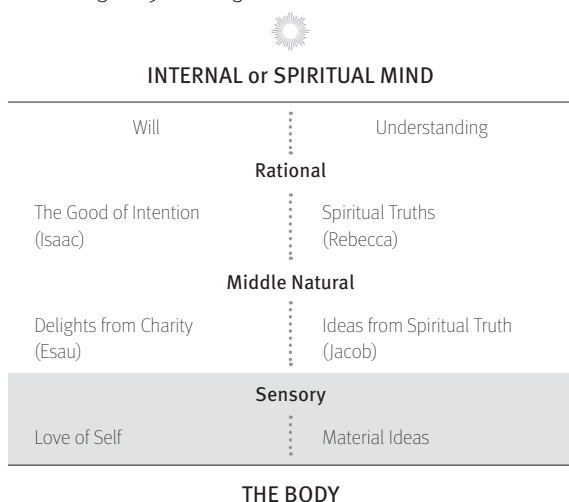 INTERNAL or SPIRITUAL MIND
Will Understanding
Rational
The Good of Intention Spiritual Truths
(Isaac) (Rebecca)
Middle Natural
Delights from Charity Ideas from Spiritual Truth
(Esau) (Jacob)
Sensory
Love of Self Material Ideas
THE BODY